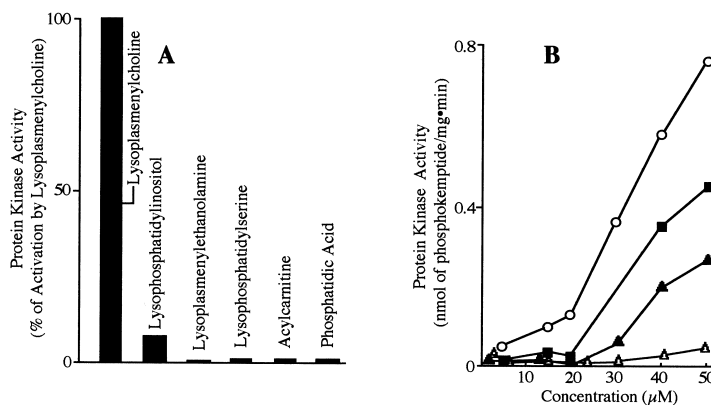 A
Protein Kinase Activity
(% of Activation by Lysoplasmenylcholine)
100
50
0
Lysoplasmenylcholine
Lysophosphatidylinositol
Lysoplasmenylethanolamine
Lysophosphatidylserine
Acylcarnitine
Phosphatidic Acid
B
Protein Kinase Activity
(nmol of phosphokemptide/mg•min)
0.8
0.4
0
10
20
30
40
50
Concentration (μM)